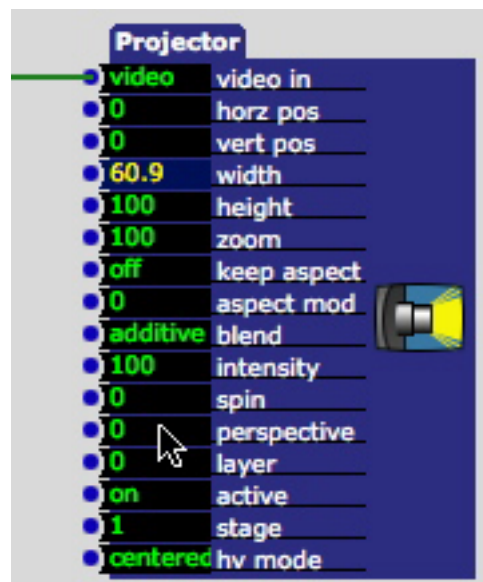 Projector
video video in
0 horz pos
0 vert pos
60.9 width
100 height
100 zoom
off keep aspect
0 aspect mod
additive blend
100 intensity
0 spin
0 perspective
0 layer
on active
1 stage
centered hv mode